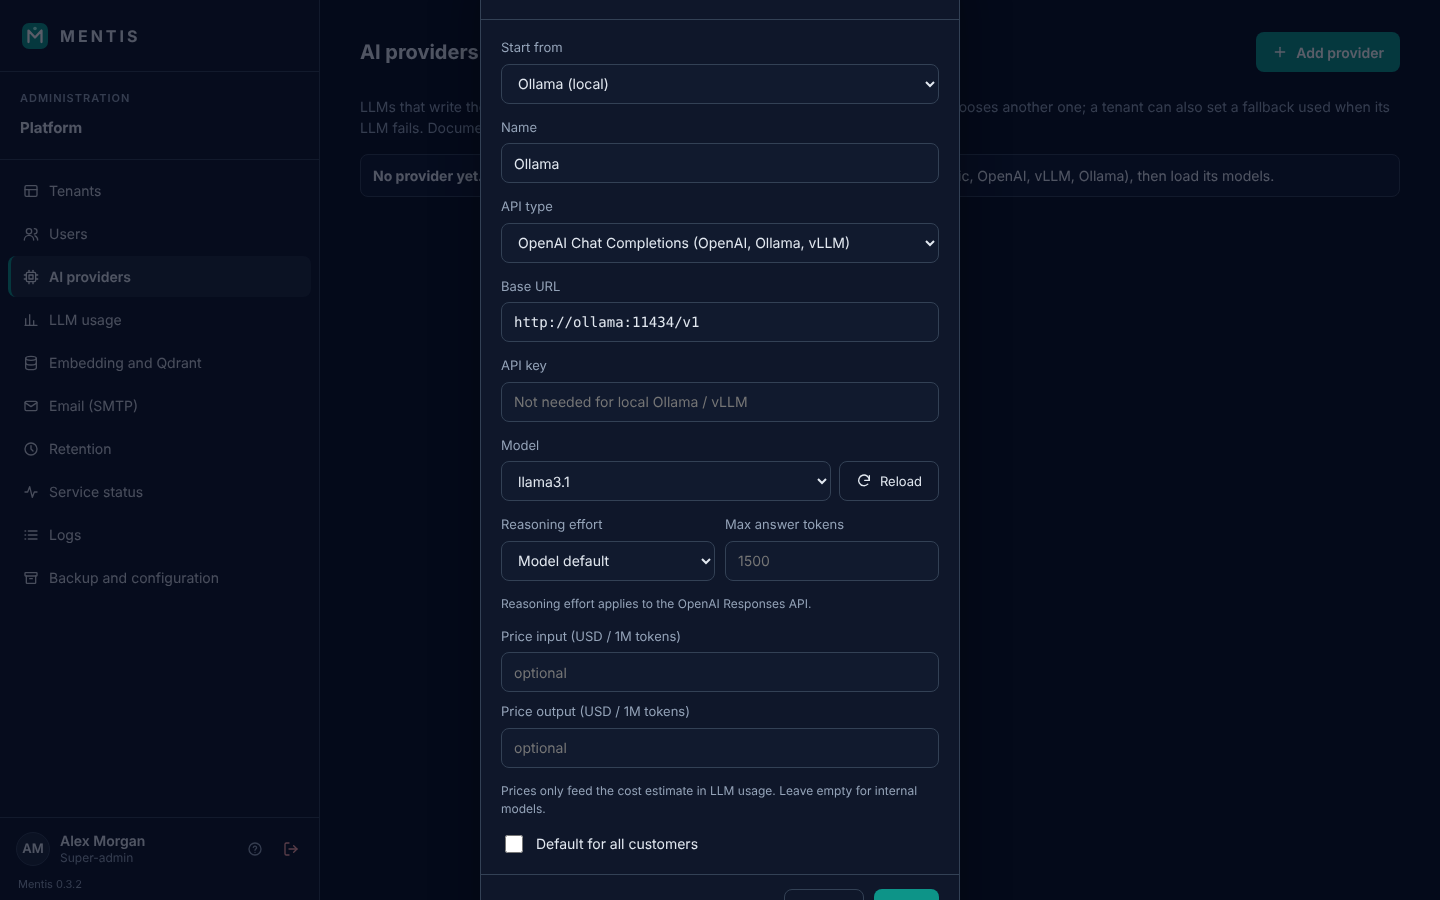 MENTIS
ADMINISTRATION
Platform
Tenants
Users
AI providers
LLM usage
Embedding and Qdrant
Email (SMTP)
Retention
Service status
Logs
Backup and configuration
AM
Alex Morgan
Super-admin
Mentis 0.3.2
AI providers
Add provider
LLMs that write th
ooses another one; a tenant can also set a fallback used when its
LLM fails. Docume
No provider yet.
c, OpenAI, vLLM, Ollama), then load its models.
Start from
Ollama (local)
Name
Ollama
API type
OpenAI Chat Completions (OpenAI, Ollama, vLLM)
Base URL
http://ollama:11434/v1
API key
Not needed for local Ollama / vLLM
Model
llama3.1
Reload
Reasoning effort
Max answer tokens
Model default
1500
Reasoning effort applies to the OpenAI Responses API.
Price input (USD / 1M tokens)
optional
Price output (USD / 1M tokens)
optional
Prices only feed the cost estimate in LLM usage. Leave empty for internal
models.
Default for all customers